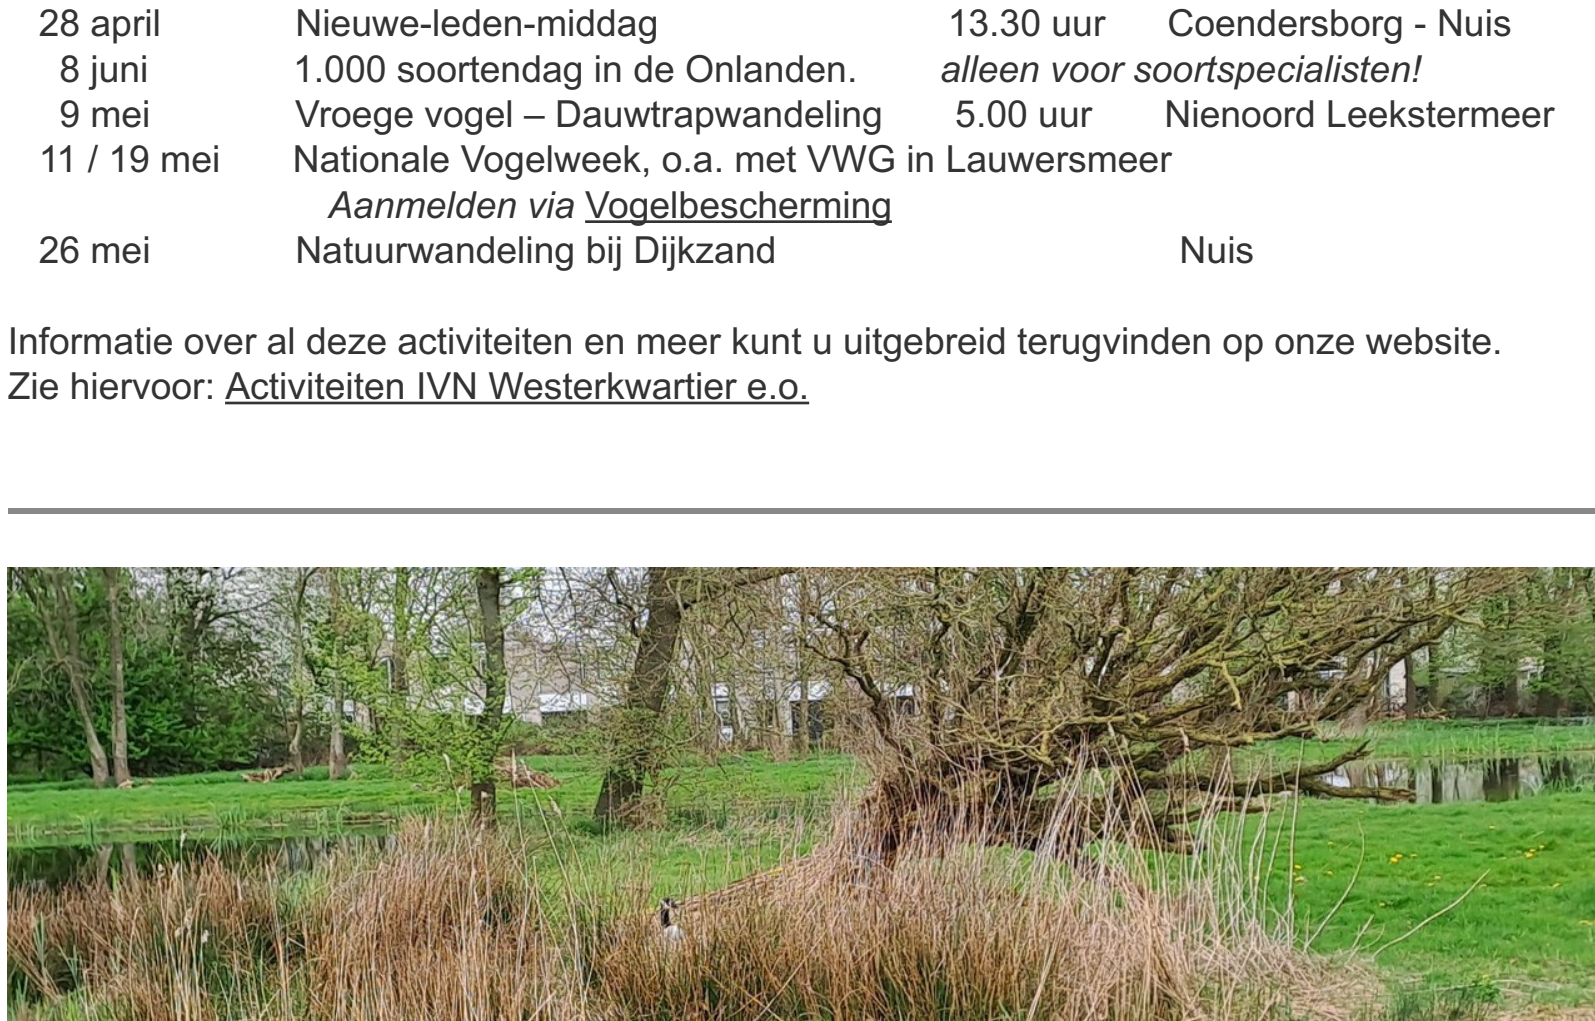 28 april Nieuwe-leden-middag 13.30 uur Coendersborg - Nuis
8 juni 1.000 soortendag in de Onlanden. alleen voor soortspecialisten!
9 mei Vroege vogel – Dauwtrapwandeling 5.00 uur Nienoord Leekstermeer
11 / 19 mei Nationale Vogelweek, o.a. met VWG in Lauwersmeer
Aanmelden via Vogelbescherming
26 mei Natuurwandeling bij Dijkzand Nuis
Informatie over al deze activiteiten en meer kunt u uitgebreid terugvinden op onze website.
Zie hiervoor: Activiteiten IVN Westerkwartier e.o.